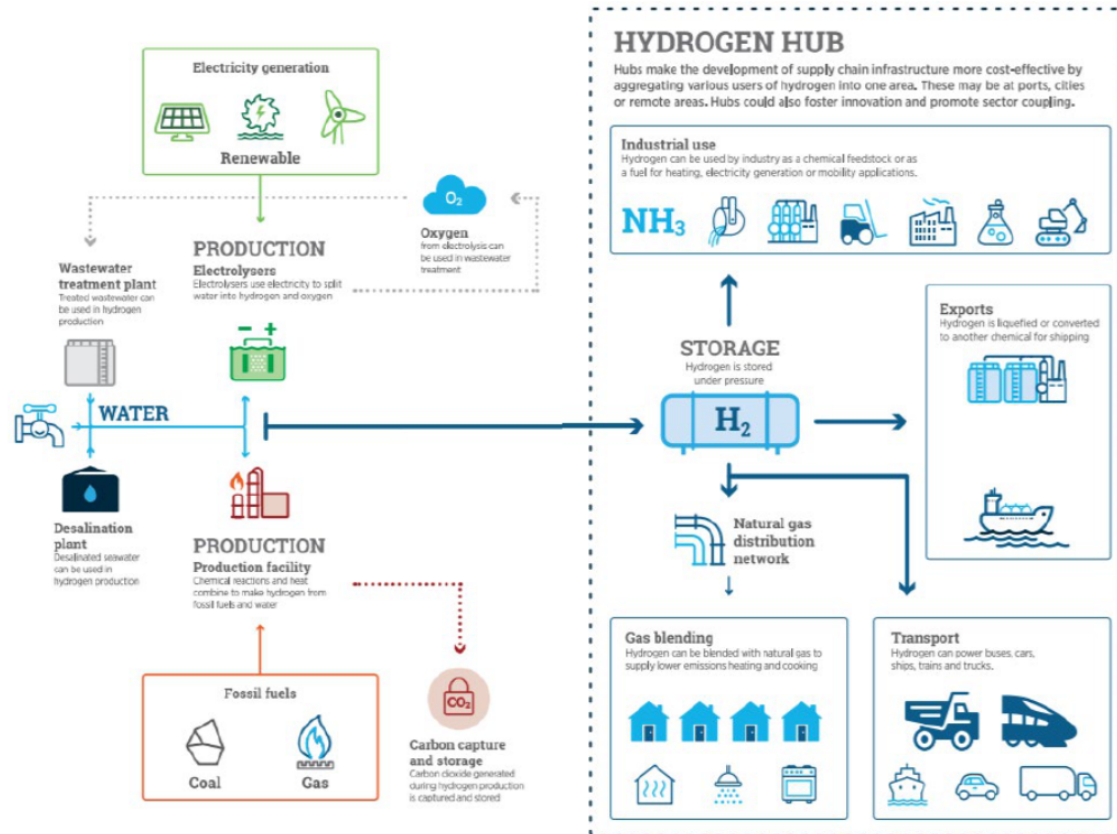 Electricity generation
Renewable
O₂
Oxygen
from electrolysis can
be used in wastewater
treatment
PRODUCTION
Electrolysers
Electrolysers use electricity to split
water into hydrogen and oxygen
Wastewater
treatment plant
Treated wastewater can
be used in hydrogen
production
- +
WATER
Desalination
plant
Desalinated seawater
can be used in
hydrogen production
PRODUCTION
Production facility
Chemical reactions and heat
combine to make hydrogen from
fossil fuels and water
Fossil fuels
Coal
Gas
CO₂
Carbon capture
and storage
Carbon dioxide generated
during hydrogen production
is captured and stored
HYDROGEN HUB
Hubs make the development of supply chain infrastructure more cost-effective by
aggregating various users of hydrogen into one area. These may be at ports, cities
or remote areas. Hubs could also foster innovation and promote sector coupling.
Industrial use
Hydrogen can be used by industry as a chemical feedstock or as
a fuel for heating, electricity generation or mobility applications.
NH₃
STORAGE
Hydrogen is stored
under pressure
H₂
Exports
Hydrogen is liquefied or converted
to another chemical for shipping
Natural gas
distribution
network
Gas blending
Hydrogen can be blended with natural gas to
supply lower emissions heating and cooking
Transport
Hydrogen can power buses, cars,
ships, trains and trucks.